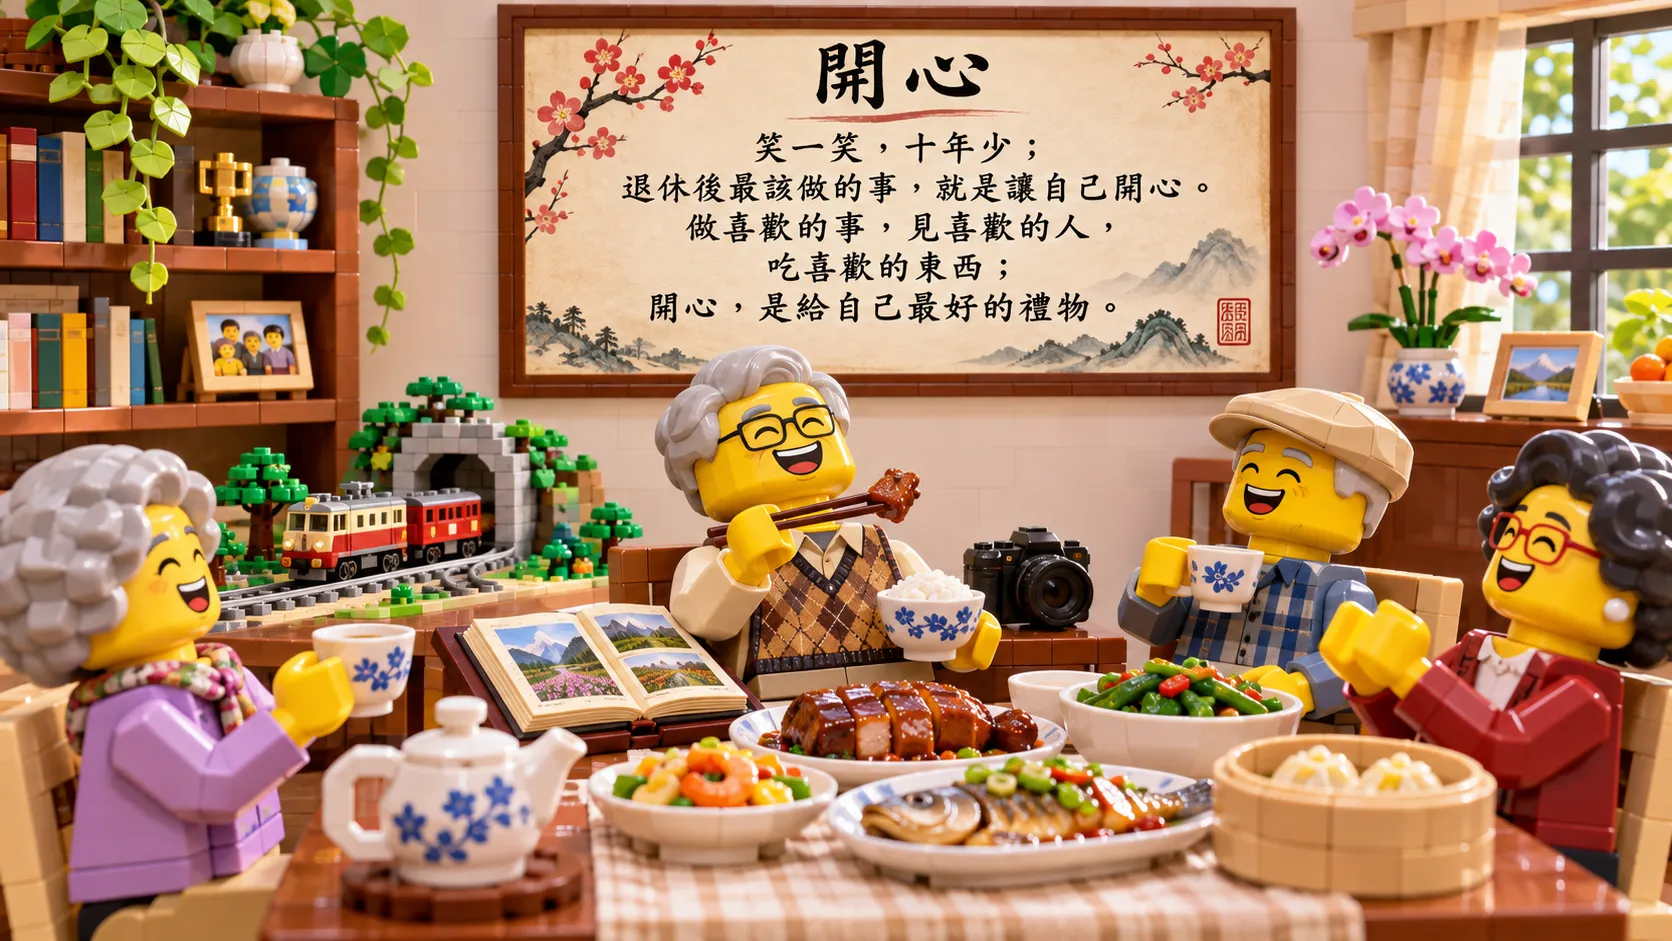 開心
笑一笑，十年少；
退休後最該做的事，就是讓自己開心。
做喜歡的事，見喜歡的人，
吃喜歡的東西；
開心，是給自己最好的禮物。